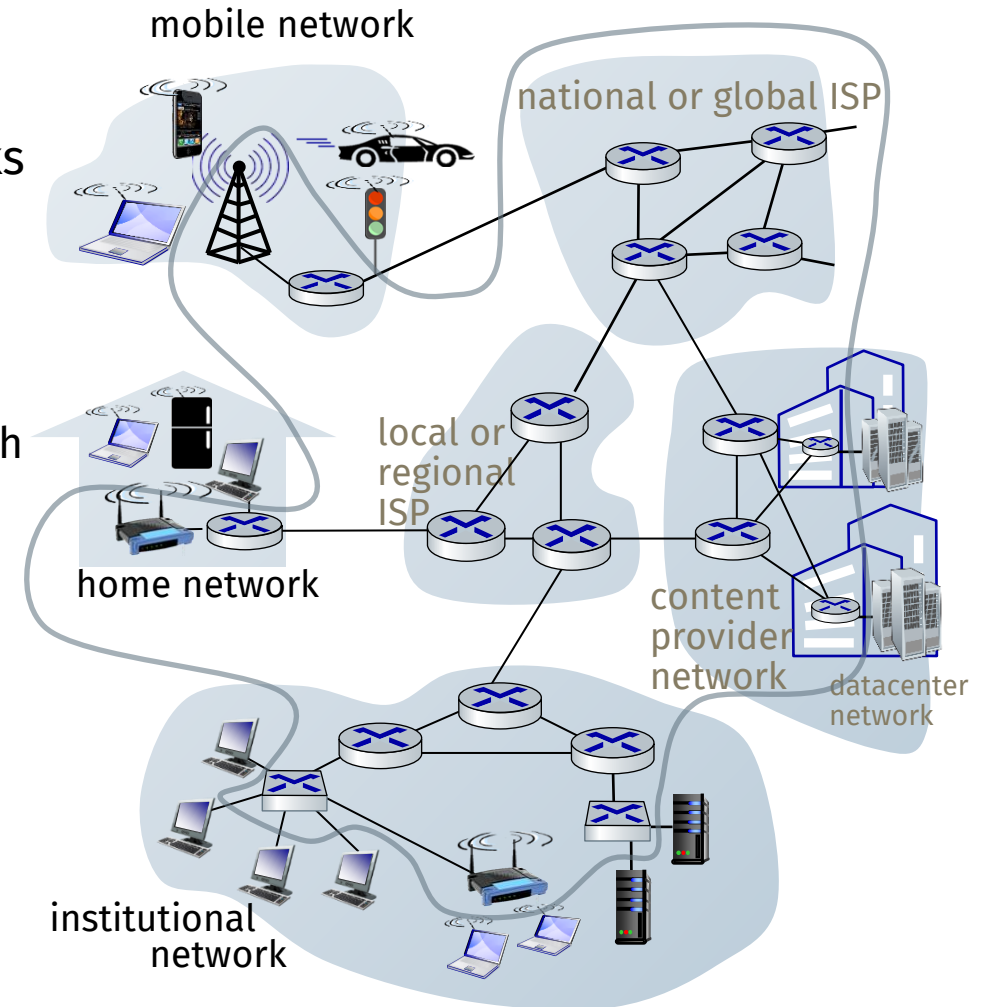 mobile network
national or global ISP
ks
h
local or
regional
ISP
home network
content
provider
network
datacenter
network
institutional
network